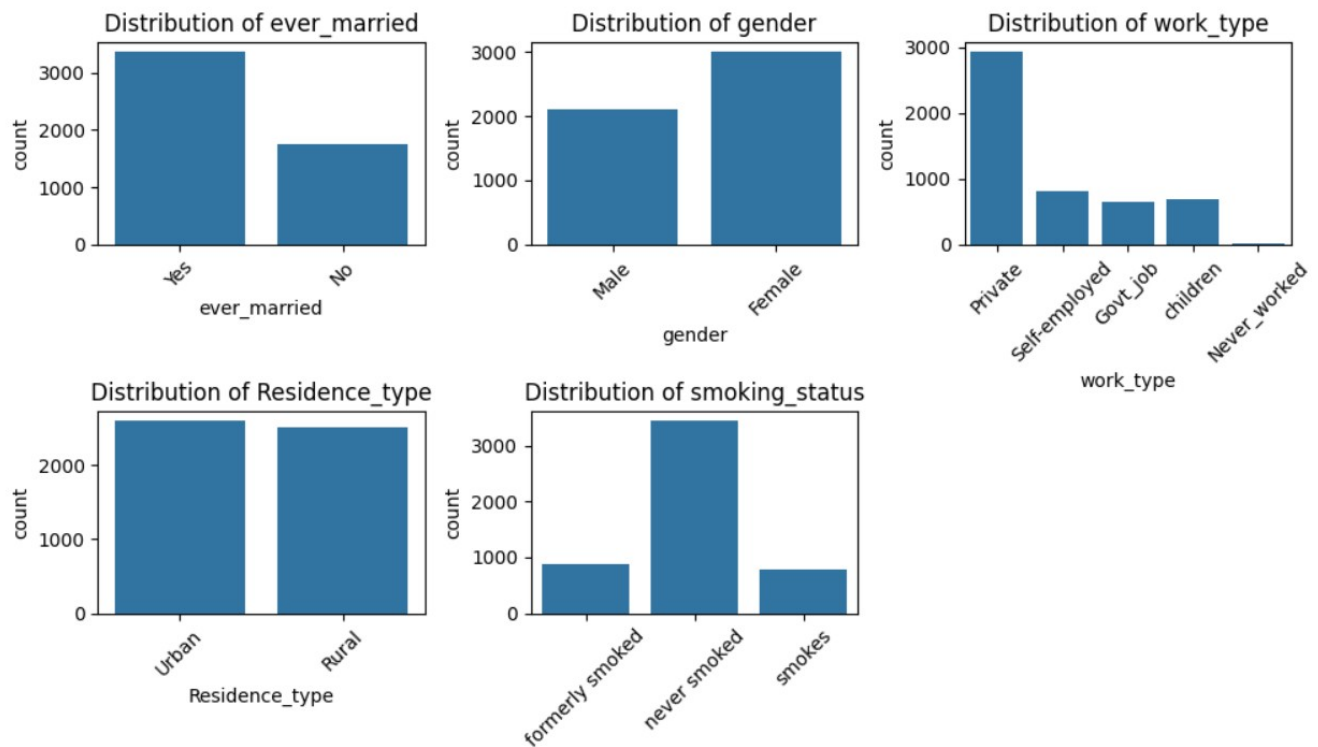 Distribution of ever_married
3000
2000
1000
0
count
Yes
No
ever_married
Distribution of gender
3000
2000
1000
0
count
Male
Female
gender
Distribution of work_type
3000
2000
1000
0
count
Private
Self-employed
Govt_job
children
Never_worked
work_type
Distribution of Residence_type
2000
1000
0
count
Urban
Rural
Residence_type
Distribution of smoking_status
3000
2000
1000
0
count
formerly smoked
never smoked
smokes